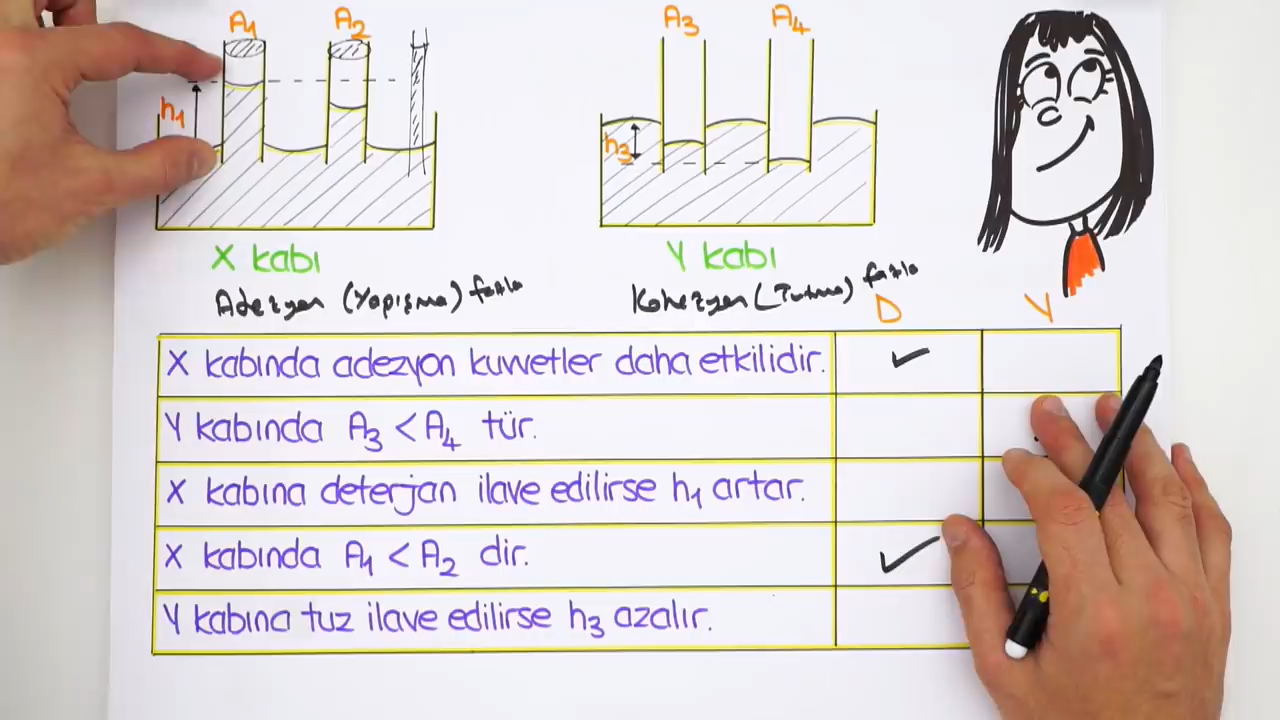 A₁ A₂ A₃ A₄
h₁ h₃
X kabı Y kabı
Adezyon (Yapışma) fazla Kohezyon (Tutma) fazla
D Y
X kabında adezyon kuvvetler daha etkilidir.
Y kabında A₃ < A₄ tür.
X kabına deterjan ilave edilirse h₁ artar.
X kabında A₁ < A₂ dir.
Y kabına tuz ilave edilirse h₃ azalır.